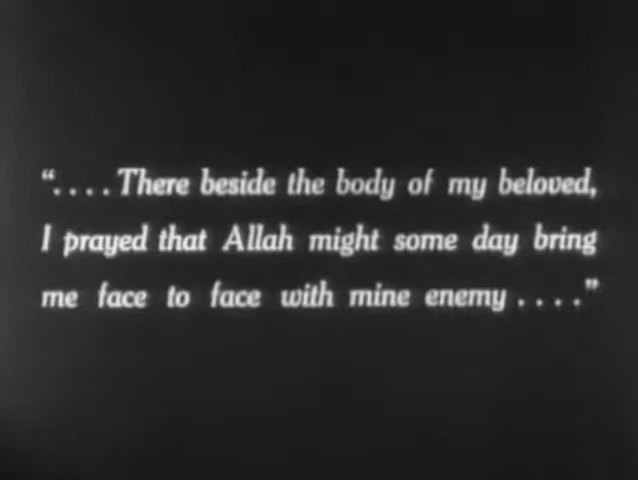 “. . . . There beside the body of my beloved,
I prayed that Allah might some day bring
me face to face with mine enemy . . . .”